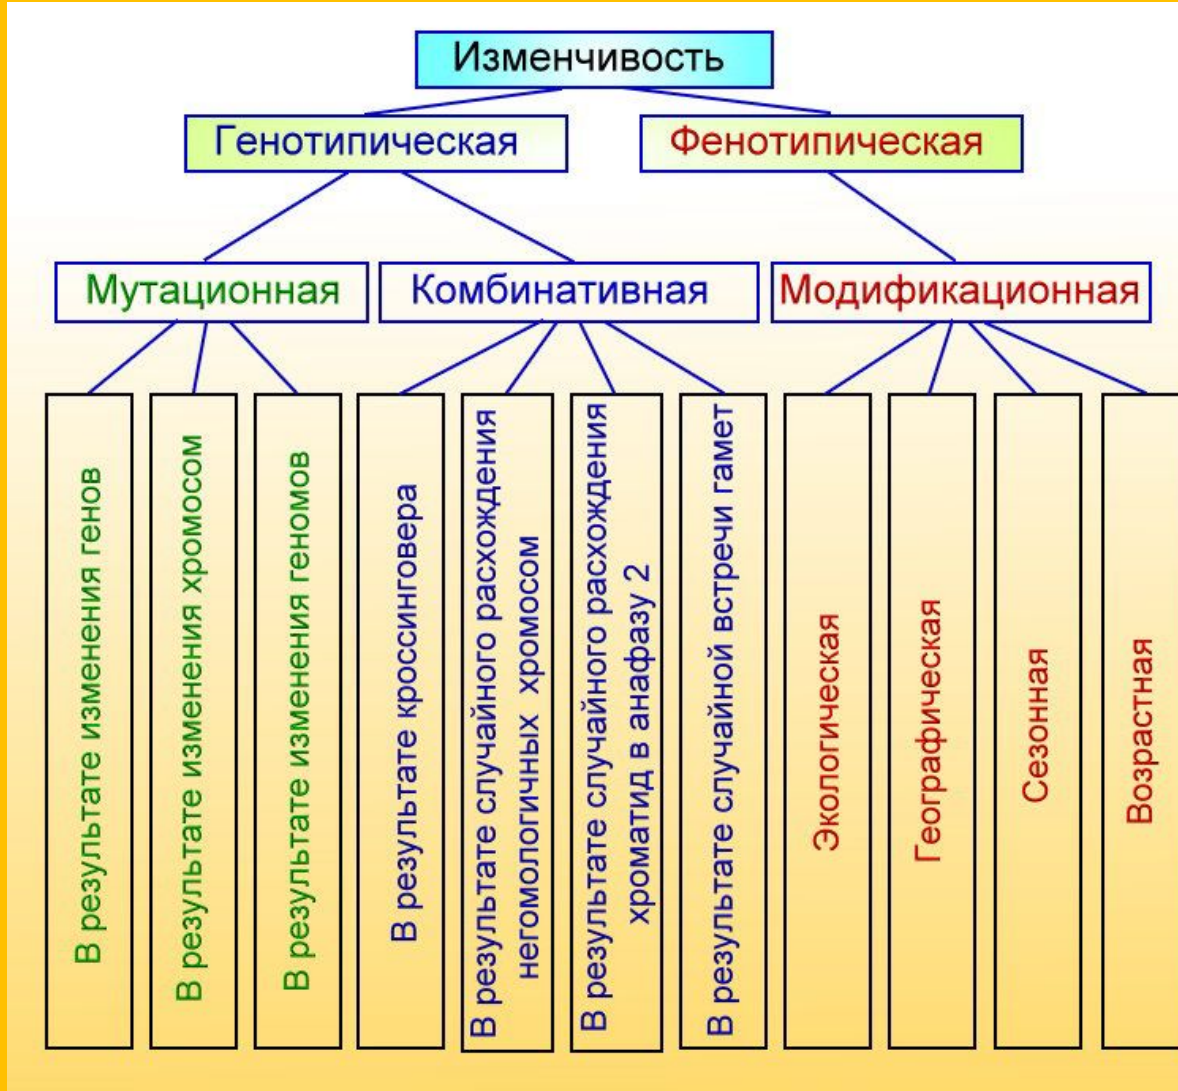 Изменчивость
Генотипическая
Фенотипическая
Мутационная
Комбинативная
Модификационная
В результате изменения генов
В результате изменения хромосом
В результате изменения геномов
В результате кроссинговера
В результате случайного расхождения
негомологичных хромосом
В результате случайного расхождения
хроматид в анафазу 2
В результате случайной встречи гамет
Экологическая
Географическая
Сезонная
Возрастная